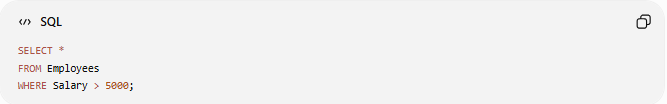 SQL
SELECT *
FROM Employees
WHERE Salary > 5000;